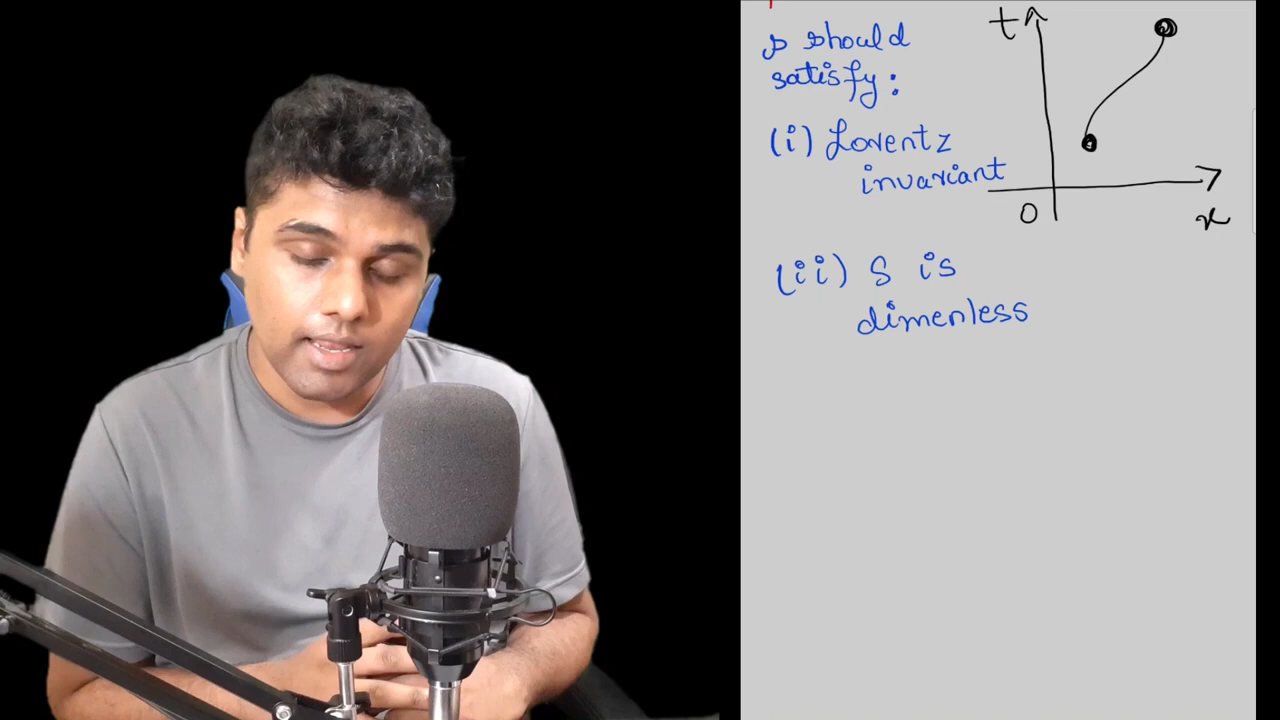 s should
satisfy:
(i) Lorentz
invariant
(ii) S is
dimenless
t
0
x